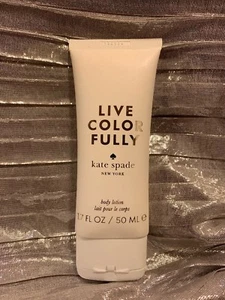 LIVE
COLOR
FULLY
kate spade
NEW YORK
body lotion
lait pour le corps
1.7 FL OZ / 50 ML ℮